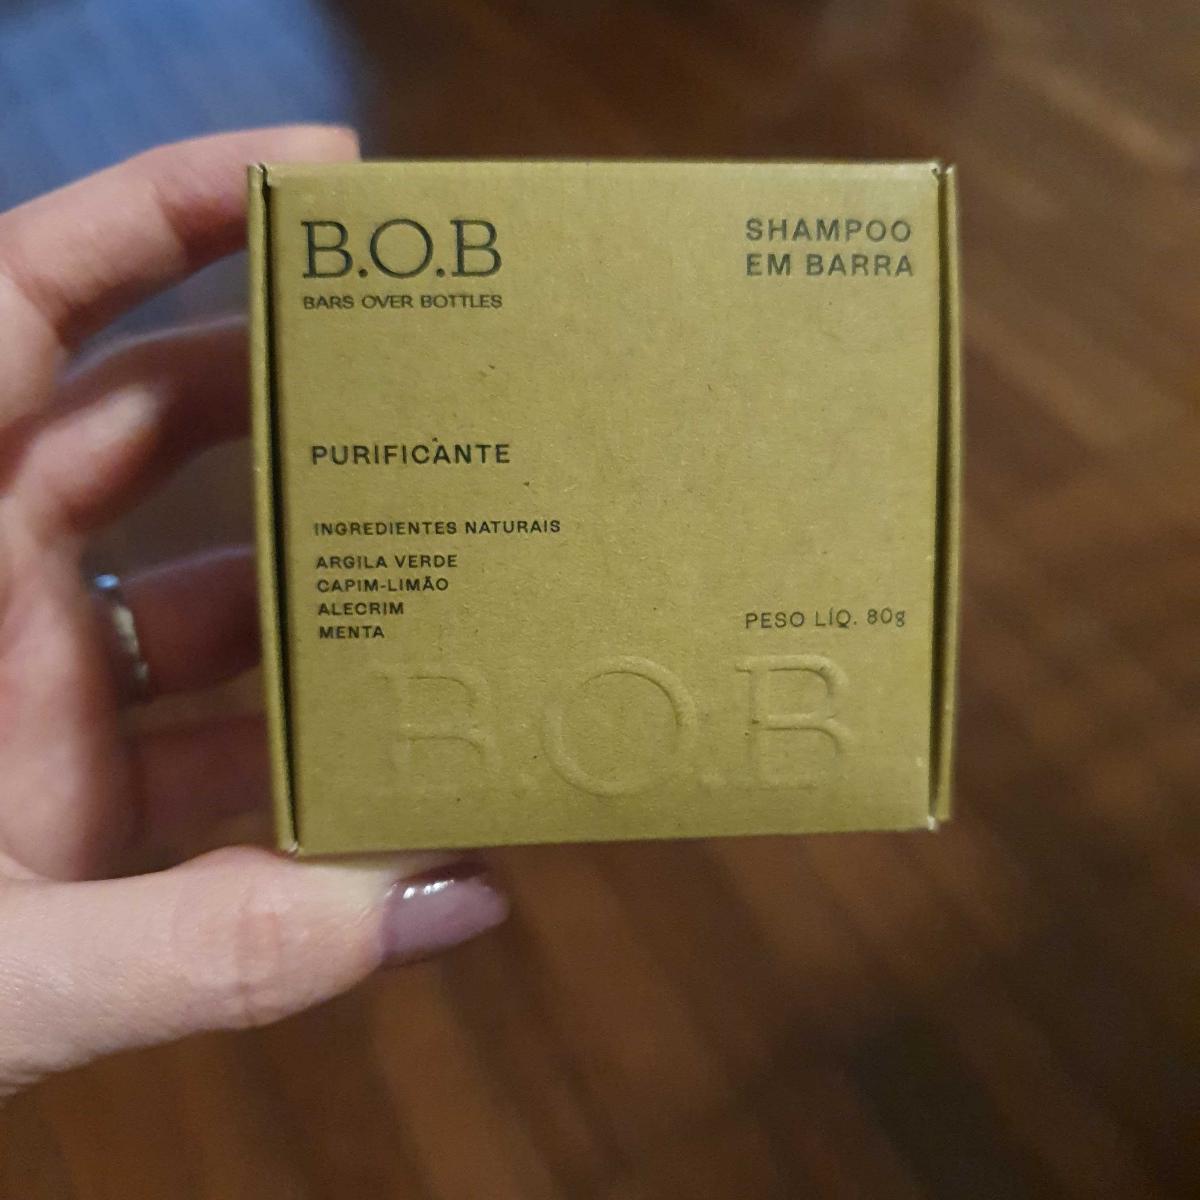 B.O.B
BARS OVER BOTTLES
SHAMPOO
EM BARRA
PURIFICANTE
INGREDIENTES NATURAIS
ARGILA VERDE
CAPIM-LIMÃO
ALECRIM
MENTA
PESO LÍQ. 80g
B.O.B